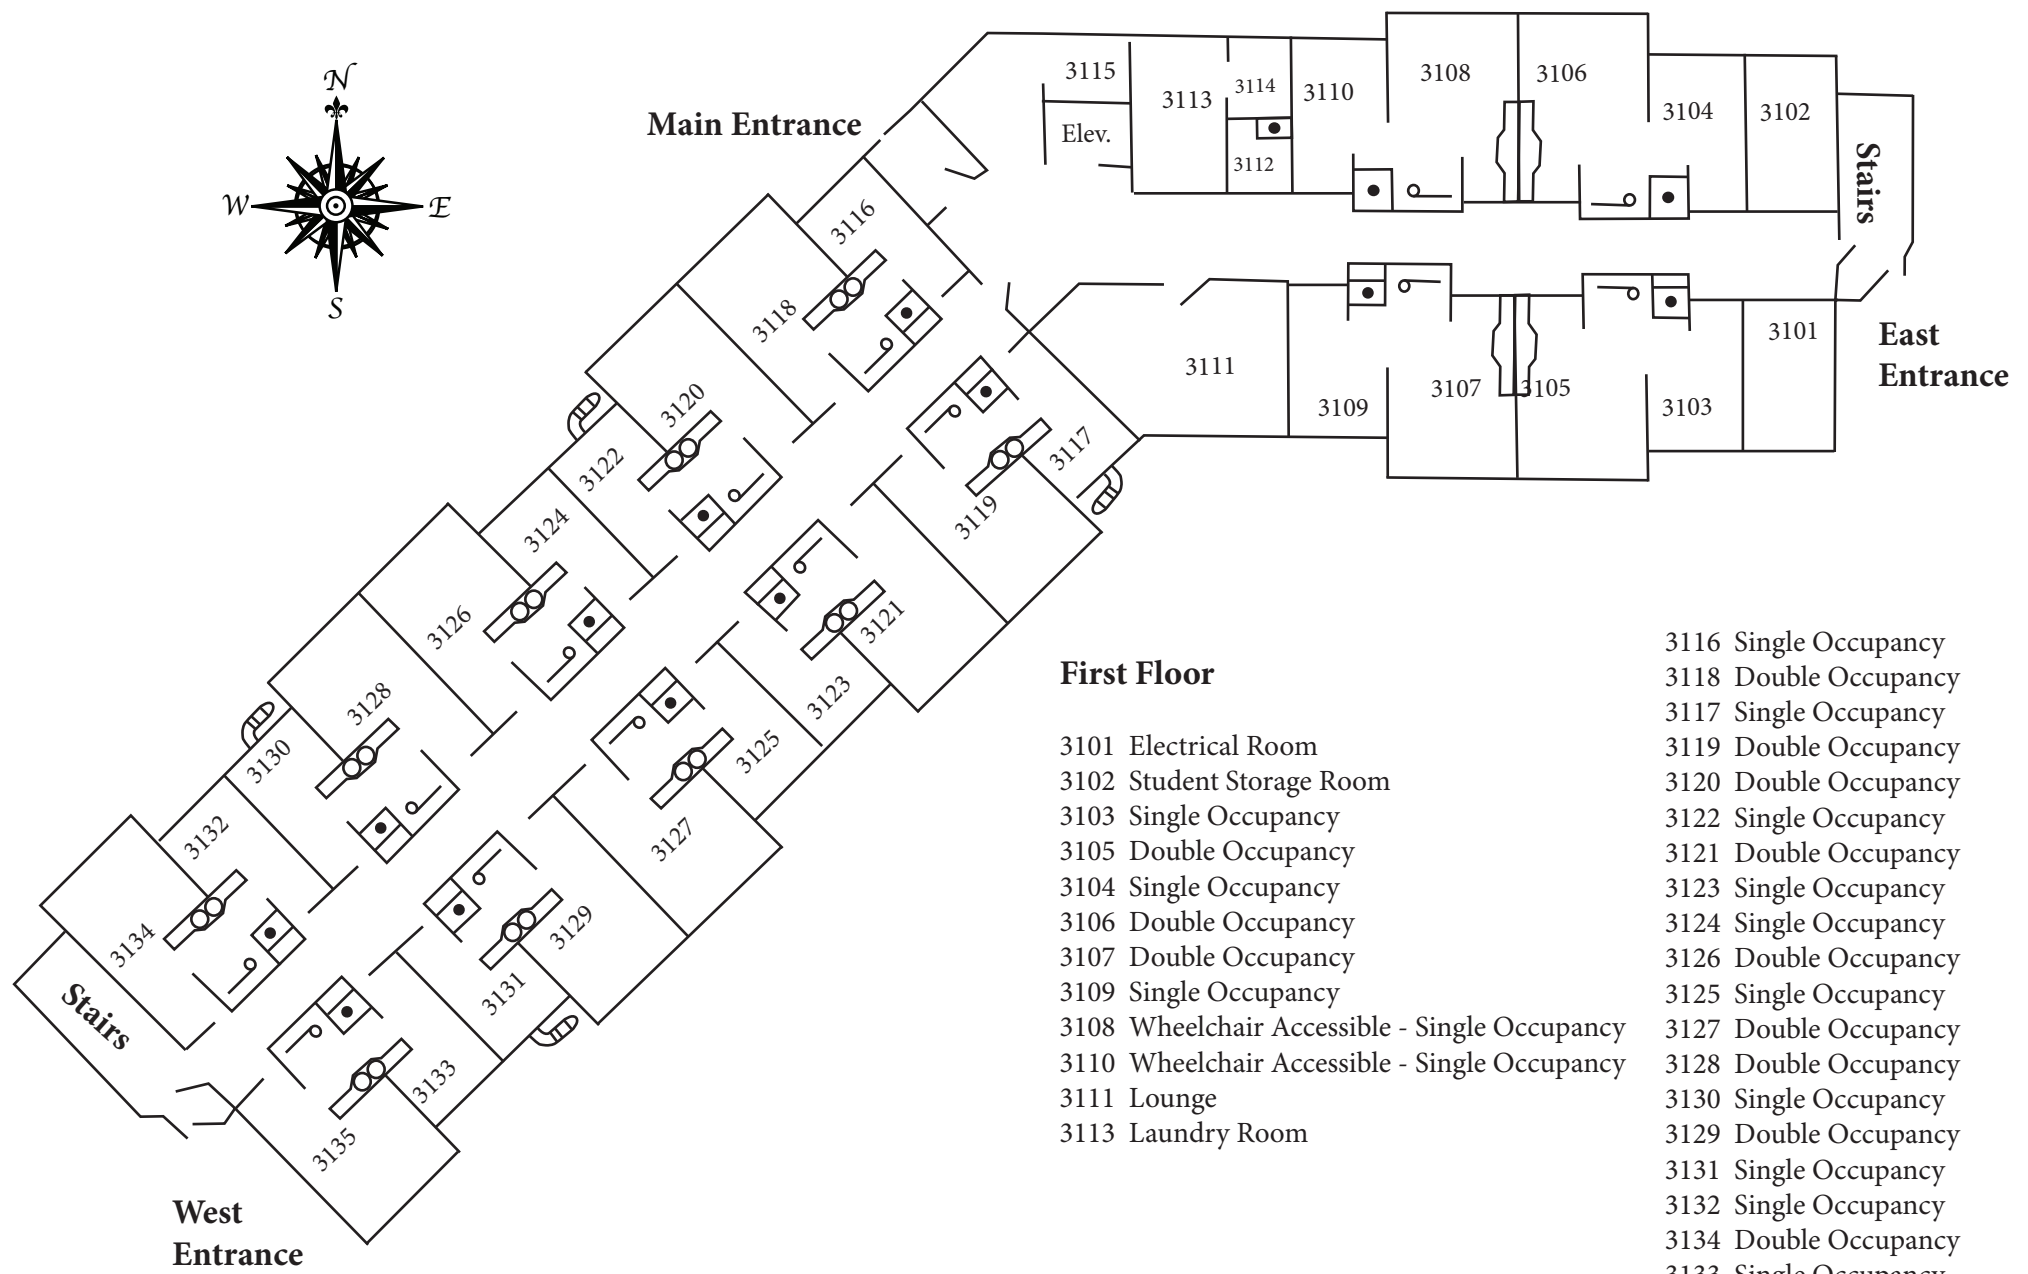 N
W
E
S
Main Entrance
3115
Elev.
3113
3114
3112
3110
3108
3106
3104
3102
Stairs
3116
3118
3120
3122
3124
3126
3128
3130
3132
3134
Stairs
3111
3109
3107
3105
3103
3101
East
Entrance
3117
3119
3121
3123
3125
3127
3129
3131
3133
3135
West
Entrance
First Floor
3101 Electrical Room
3102 Student Storage Room
3103 Single Occupancy
3105 Double Occupancy
3104 Single Occupancy
3106 Double Occupancy
3107 Double Occupancy
3109 Single Occupancy
3108 Wheelchair Accessible - Single Occupancy
3110 Wheelchair Accessible - Single Occupancy
3111 Lounge
3113 Laundry Room
3116 Single Occupancy
3118 Double Occupancy
3117 Single Occupancy
3119 Double Occupancy
3120 Double Occupancy
3122 Single Occupancy
3121 Double Occupancy
3123 Single Occupancy
3124 Single Occupancy
3126 Double Occupancy
3125 Single Occupancy
3127 Double Occupancy
3128 Double Occupancy
3130 Single Occupancy
3129 Double Occupancy
3131 Single Occupancy
3132 Single Occupancy
3134 Double Occupancy
3133 Single Occupancy